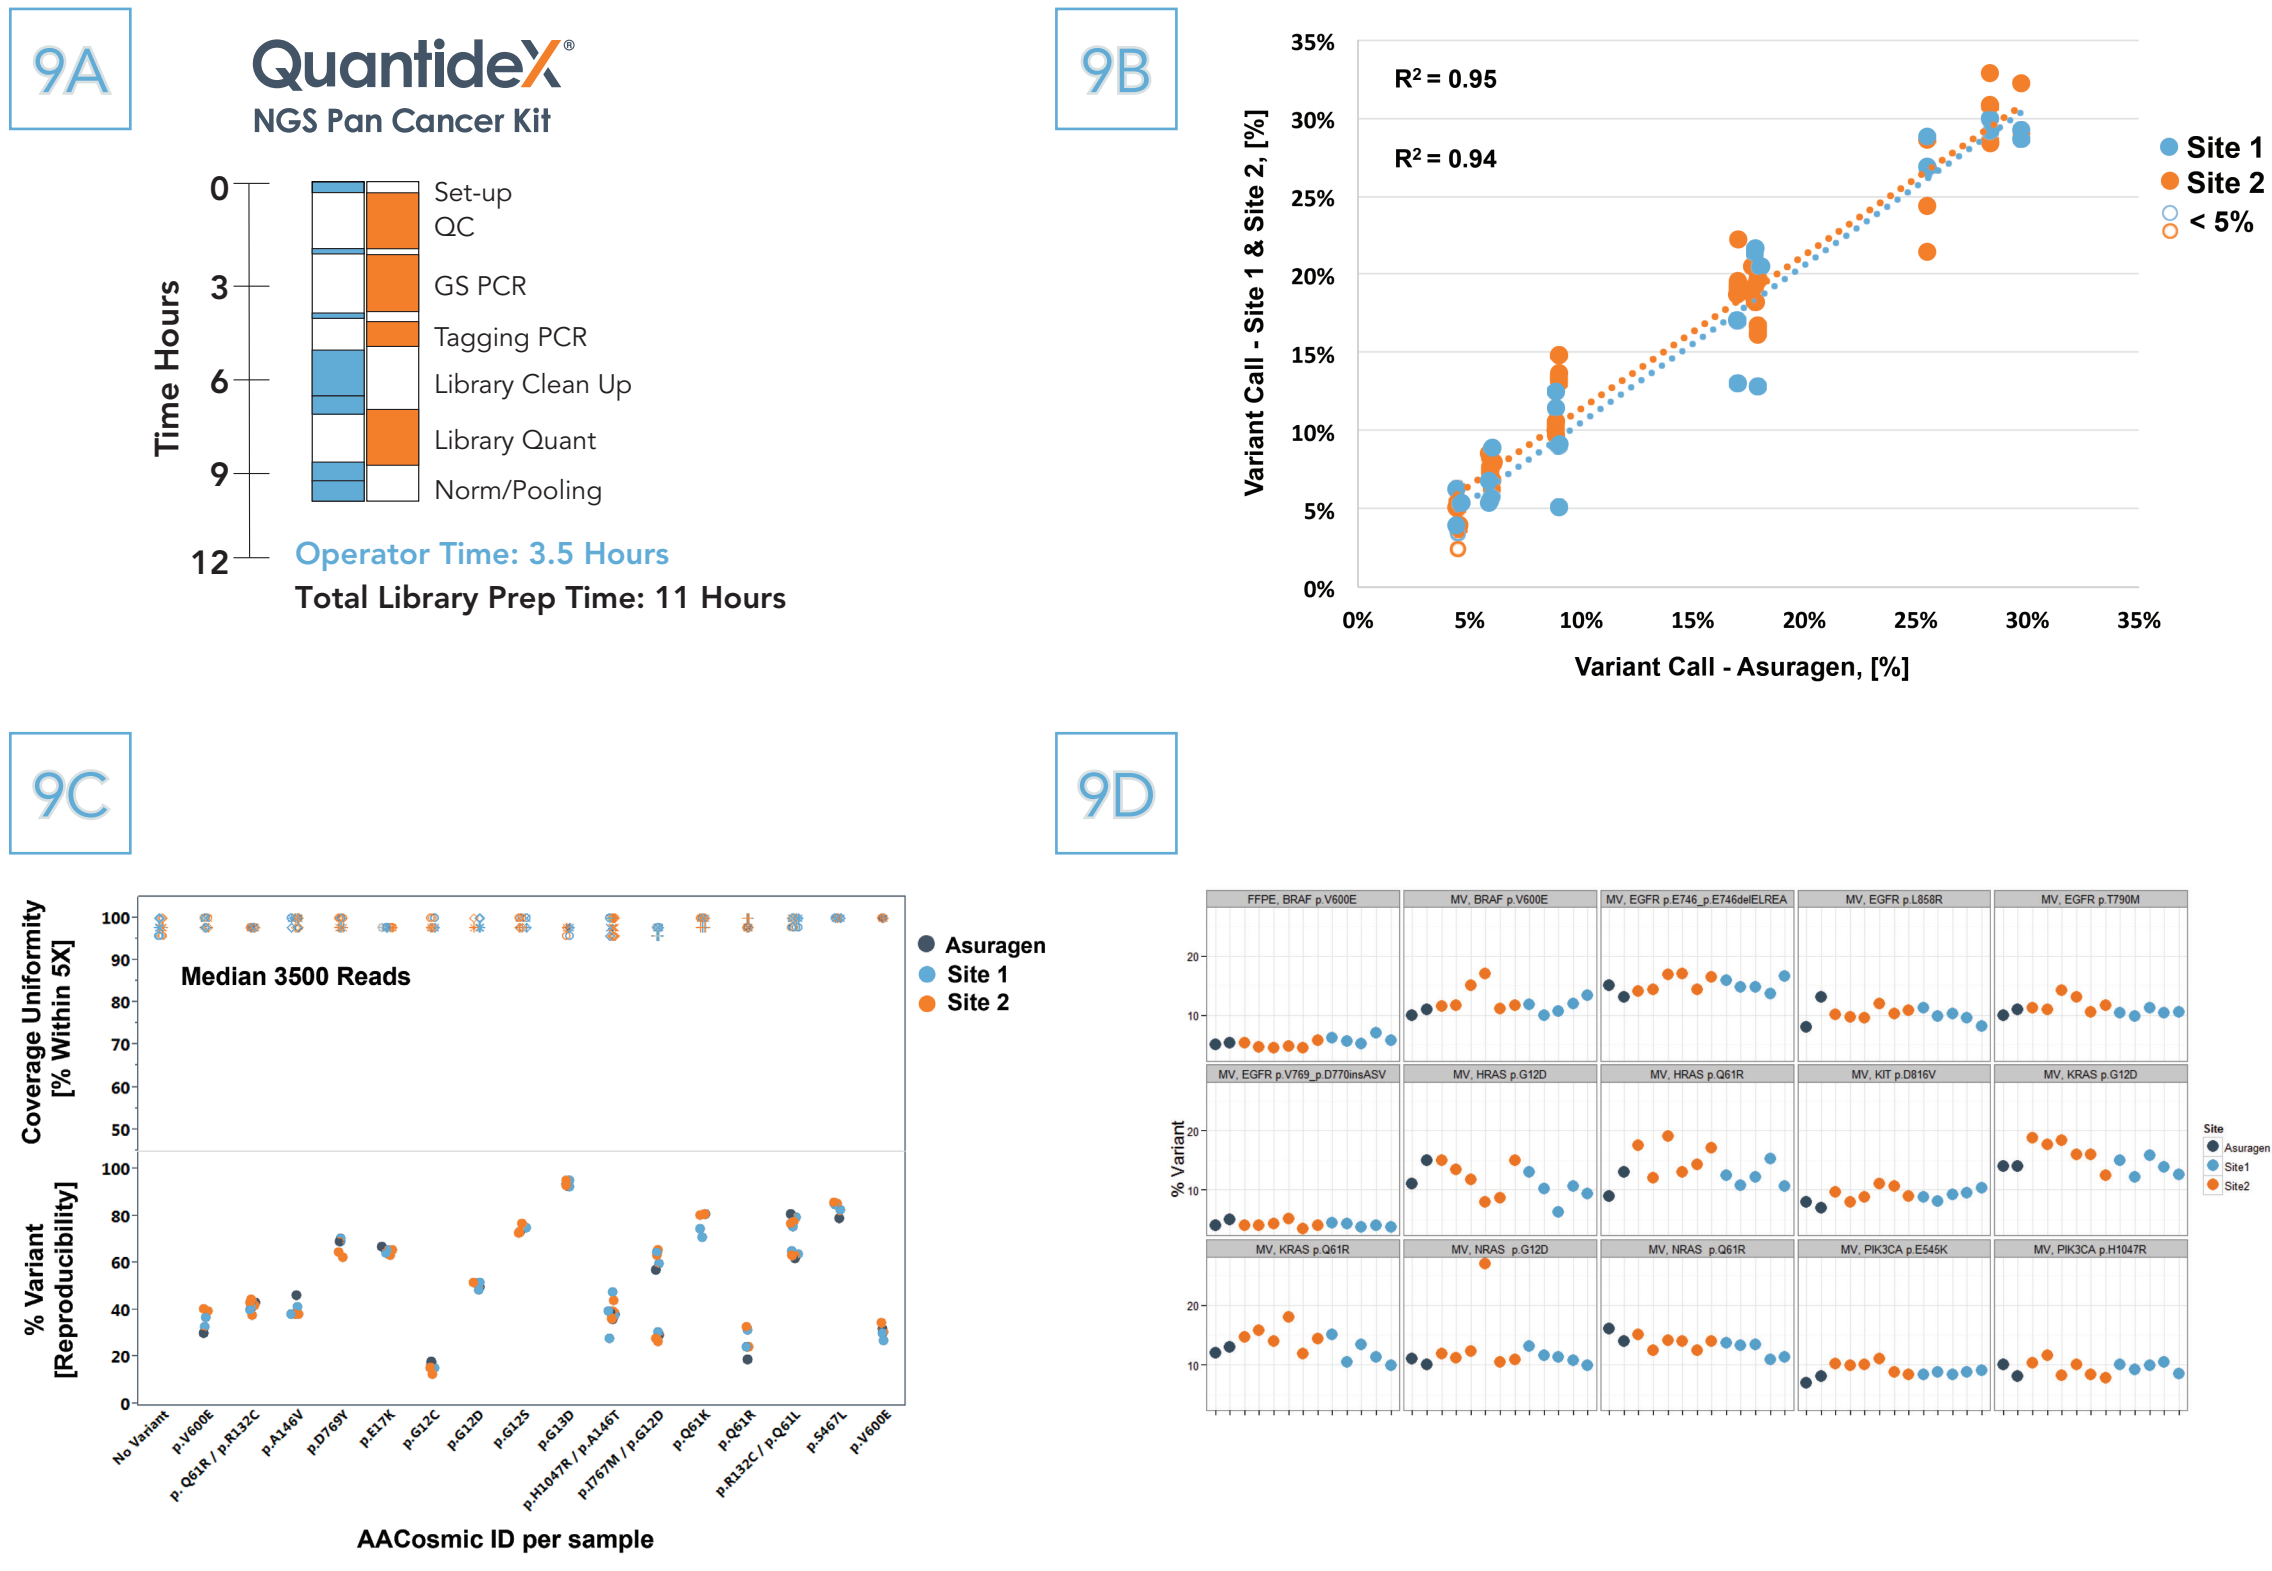 9A
QuantideX®
NGS Pan Cancer Kit
Time Hours
0
3
6
9
12
Set-up
QC
GS PCR
Tagging PCR
Library Clean Up
Library Quant
Norm/Pooling
Operator Time: 3.5 Hours
Total Library Prep Time: 11 Hours
9B
Variant Call - Site 1 & Site 2, [%]
35%
30%
25%
20%
15%
10%
5%
0%
R² = 0.95
R² = 0.94
Site 1
Site 2
< 5%
0% 5% 10% 15% 20% 25% 30% 35%
Variant Call - Asuragen, [%]
9C
Coverage Uniformity
[% Within 5X]
100
90
80
70
60
50
Median 3500 Reads
Asuragen
Site 1
Site 2
% Variant
[Reproducibility]
100
80
60
40
20
0
No Variant
p.V600E
p. Q61R / p.R132C
p.A146V
p.D769Y
p.E17K
p.G12C
p.G12D
p.G12S
p.G13D
p.H1047R / p.A146T
p.I767M / p.G12D
p.Q61K
p.Q61R
p.R132C / p.Q61L
p.S467L
p.V600E
AACosmic ID per sample
9D
% Variant
FFPE, BRAF p.V600E
MV, BRAF p.V600E
MV, EGFR p.E746_p.E746delELREA
MV, EGFR p.L858R
MV, EGFR p.T790M
20
10
MV, EGFR p.V769_p.D770insASV
MV, HRAS p.G12D
MV, HRAS p.Q61R
MV, KIT p.D816V
MV, KRAS p.G12D
20
10
MV, KRAS p.Q61R
MV, NRAS p.G12D
MV, NRAS p.Q61R
MV, PIK3CA p.E545K
MV, PIK3CA p.H1047R
20
10
Site
Asuragen
Site1
Site2